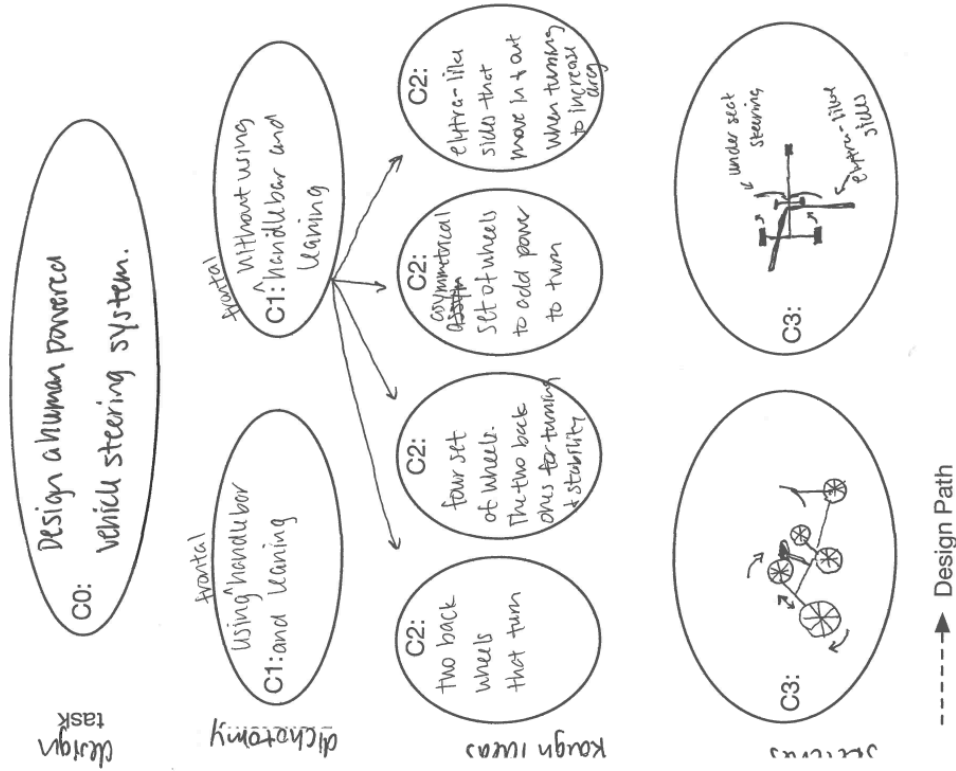 design
task
C0:
Design a human powered
vehicle steering system.
dichotomy
frontal
using ^ handlebar
C1: and leaning
frontal
Without using
C1: ^ handlebar and
leaning
Rough ideas
C2:
two back
wheels
that turn
C2:
four set
of wheels.
The two back
ones for turning
& stability
C2:
asymmetrical
assym
set of wheels
to add power
to turn
C2:
elytra-like
sides that
move in & out
when turning
to increase
drag
C3:
C3:
under seat
steering
elytra-like
sides
Design Path